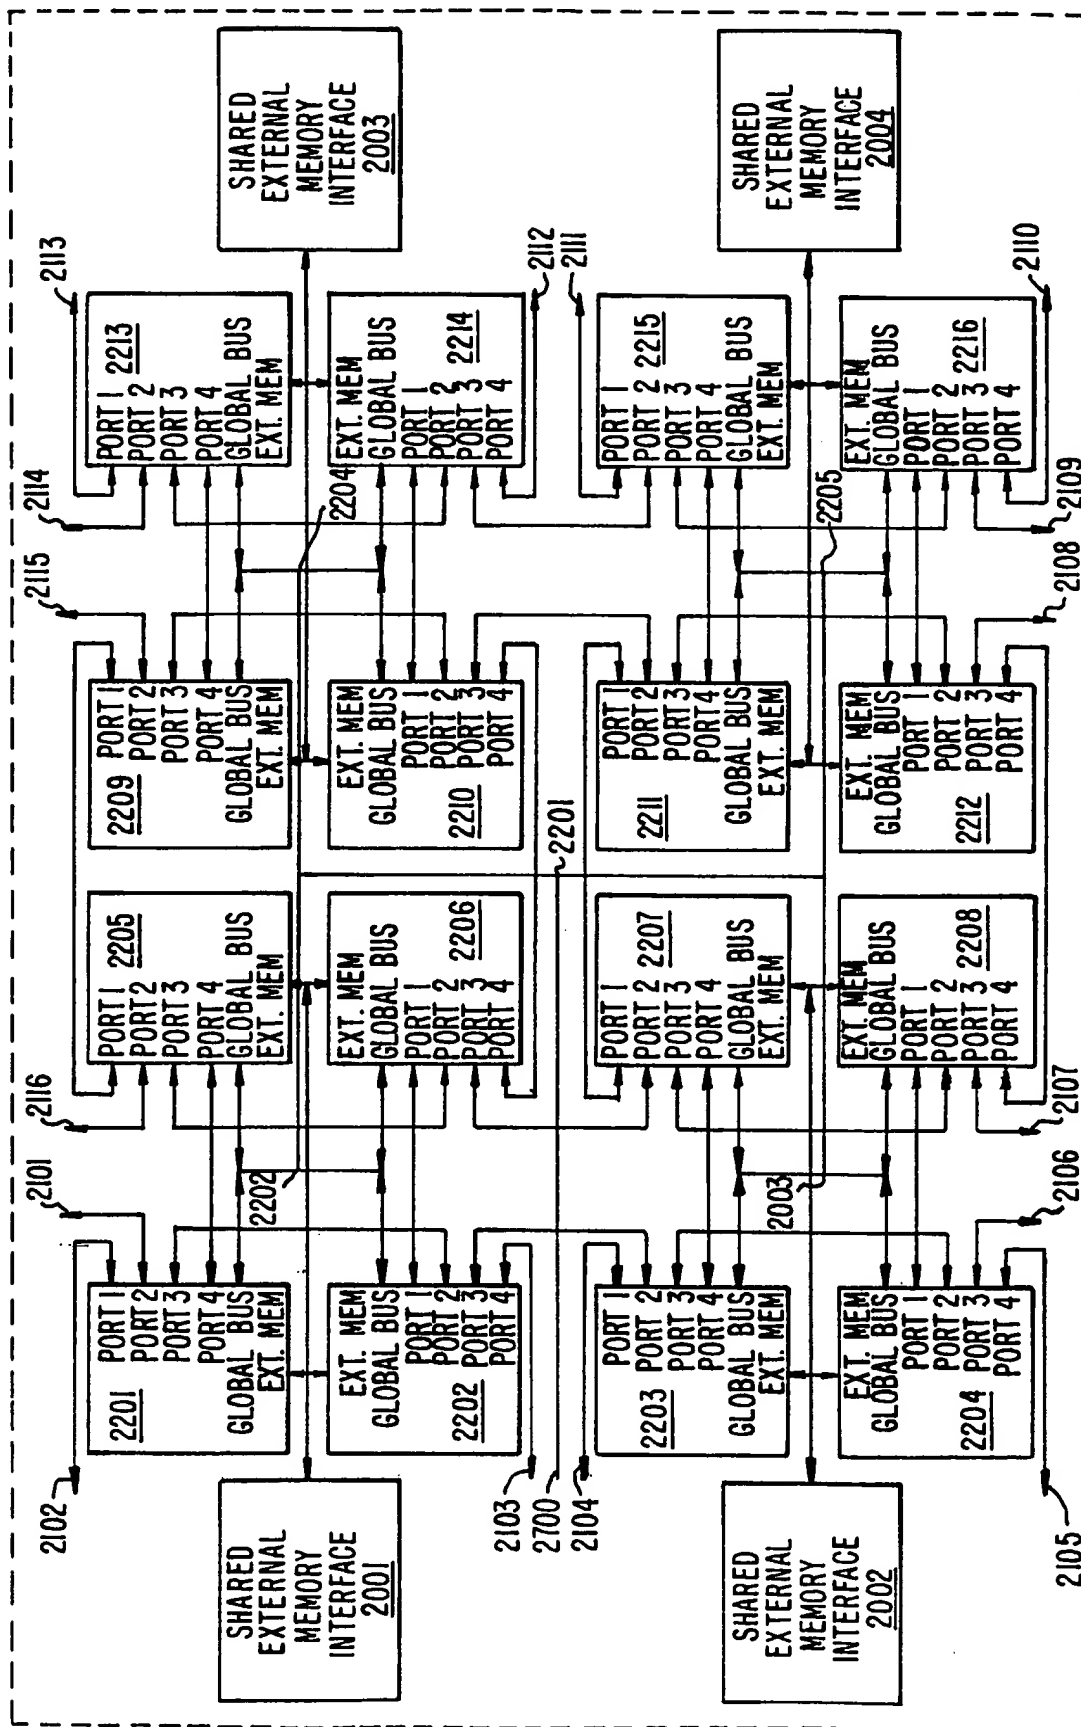 2102
2101
2116
2115
2114
2113
SHARED
EXTERNAL
MEMORY
INTERFACE
2001
2201
PORT 1
PORT 2
PORT 3
PORT 4
GLOBAL BUS
EXT. MEM
2205
PORT 1
PORT 2
PORT 3
PORT 4
GLOBAL BUS
EXT. MEM
2209
PORT 1
PORT 2
PORT 3
PORT 4
GLOBAL BUS
EXT. MEM
2213
PORT 1
PORT 2
PORT 3
PORT 4
GLOBAL BUS
EXT. MEM
SHARED
EXTERNAL
MEMORY
INTERFACE
2003
2202
2204
EXT. MEM
GLOBAL BUS
PORT 1
PORT 2
PORT 3
PORT 4
2202
EXT. MEM
GLOBAL BUS
PORT 1
PORT 2
PORT 3
PORT 4
2206
EXT. MEM
GLOBAL BUS
PORT 1
PORT 2
PORT 3
PORT 4
2210
EXT. MEM
GLOBAL BUS
PORT 1
PORT 2
PORT 3
PORT 4
2214
2103
2112
2700
2201
2104
2111
SHARED
EXTERNAL
MEMORY
INTERFACE
2002
2203
PORT 1
PORT 2
PORT 3
PORT 4
GLOBAL BUS
EXT. MEM
2207
PORT 1
PORT 2
PORT 3
PORT 4
GLOBAL BUS
EXT. MEM
2211
PORT 1
PORT 2
PORT 3
PORT 4
GLOBAL BUS
EXT. MEM
2215
PORT 1
PORT 2
PORT 3
PORT 4
GLOBAL BUS
EXT. MEM
SHARED
EXTERNAL
MEMORY
INTERFACE
2004
2003
2205
EXT. MEM
GLOBAL BUS
PORT 1
PORT 2
PORT 3
PORT 4
2204
EXT. MEM
GLOBAL BUS
PORT 1
PORT 2
PORT 3
PORT 4
2208
EXT. MEM
GLOBAL BUS
PORT 1
PORT 2
PORT 3
PORT 4
2212
EXT. MEM
GLOBAL BUS
PORT 1
PORT 2
PORT 3
PORT 4
2216
2105
2106
2107
2108
2109
2110